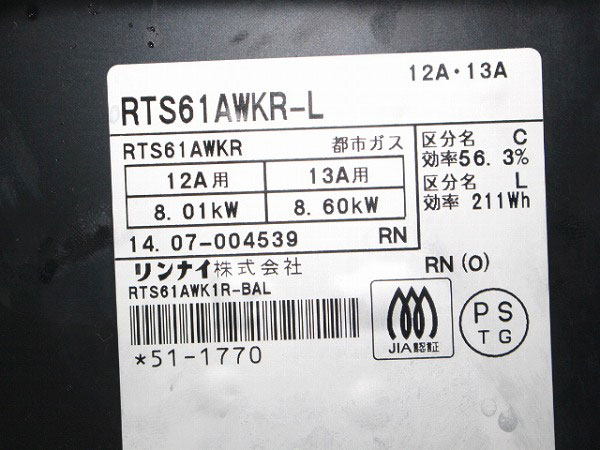 12A・13A
RTS61AWKR-L
RTS61AWKR 都市ガス
12A用 13A用
8.01kW 8.60kW
14.07-004539 RN
区分名 C
効率56.3%
区分名 L
効率 211Wh
リンナイ株式会社 RN(O)
RTS61AWK1R-BAL
*51-1770
JIA認証
PS
TG